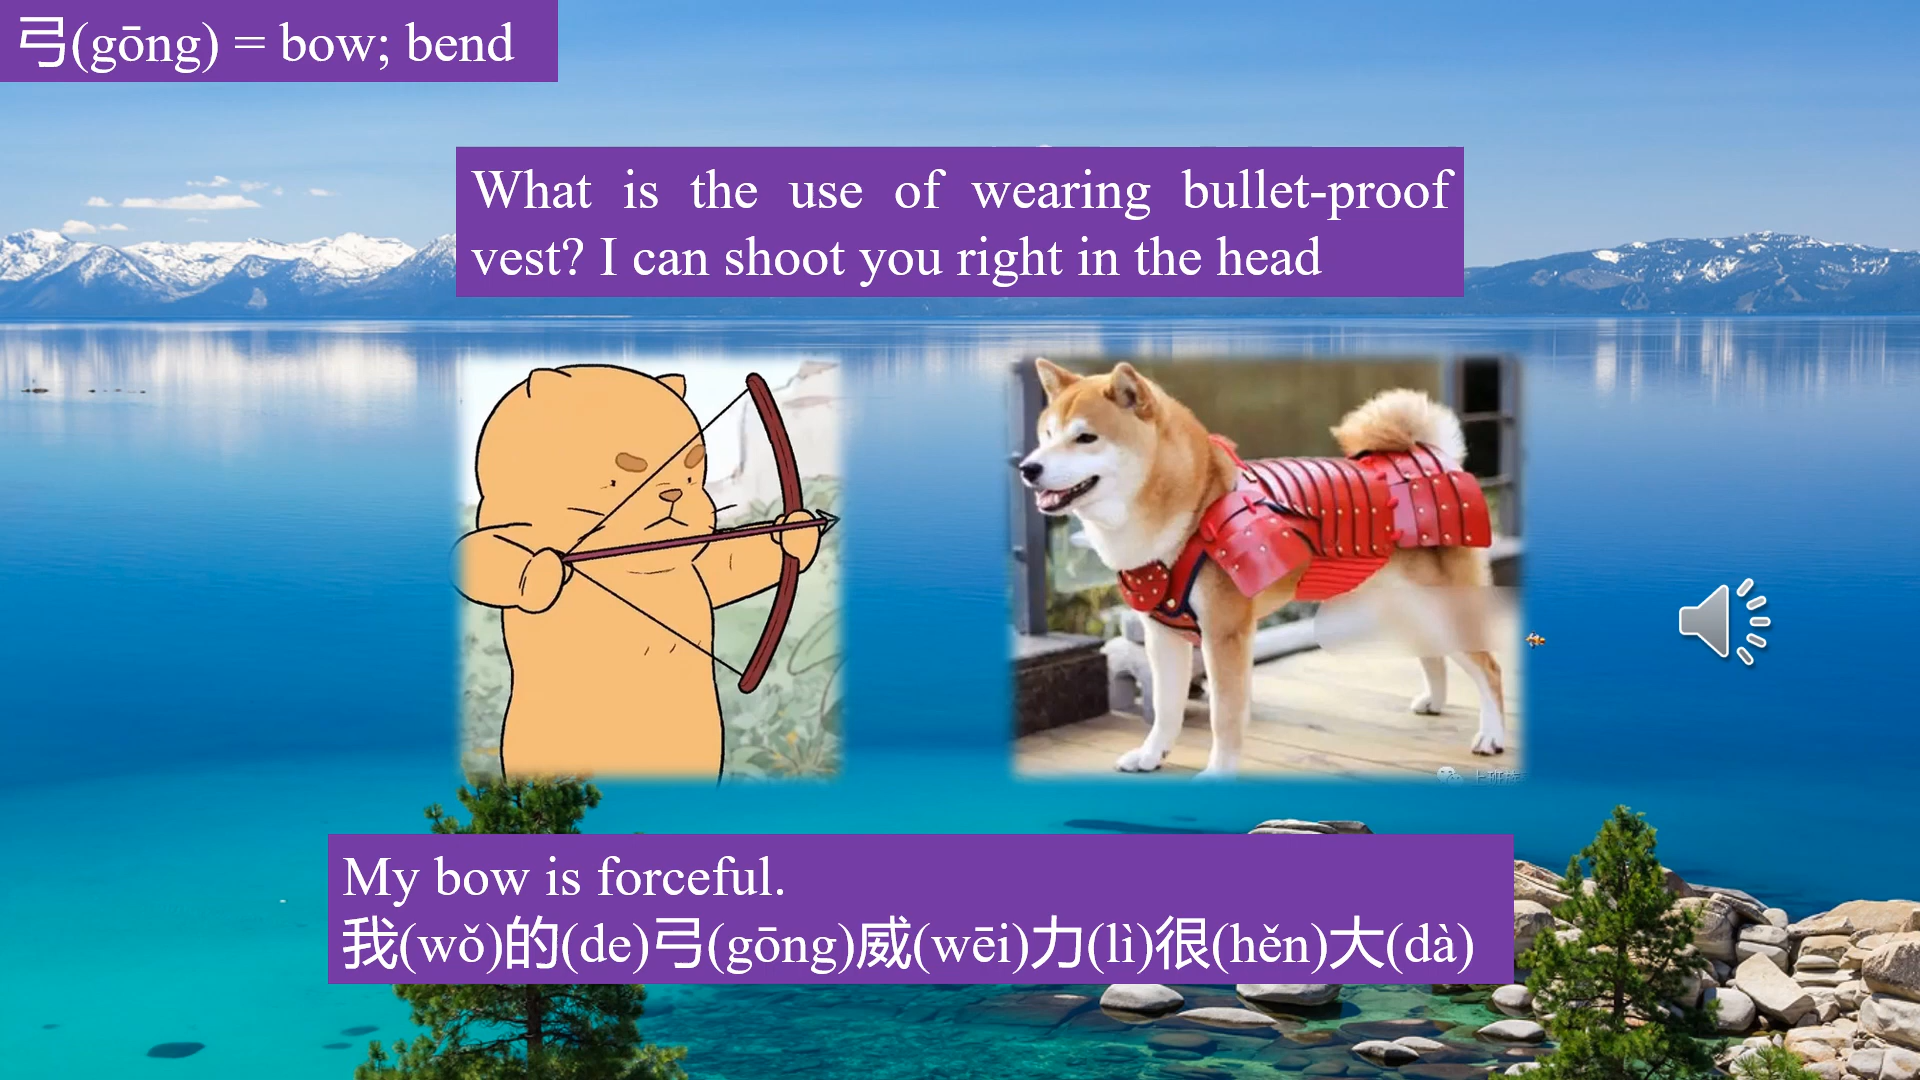 弓(gōng) = bow; bend
What is the use of wearing bullet-proof
vest? I can shoot you right in the head
My bow is forceful.
我(wǒ)的(de)弓(gōng)威(wēi)力(lì)很(hěn)大(dà)